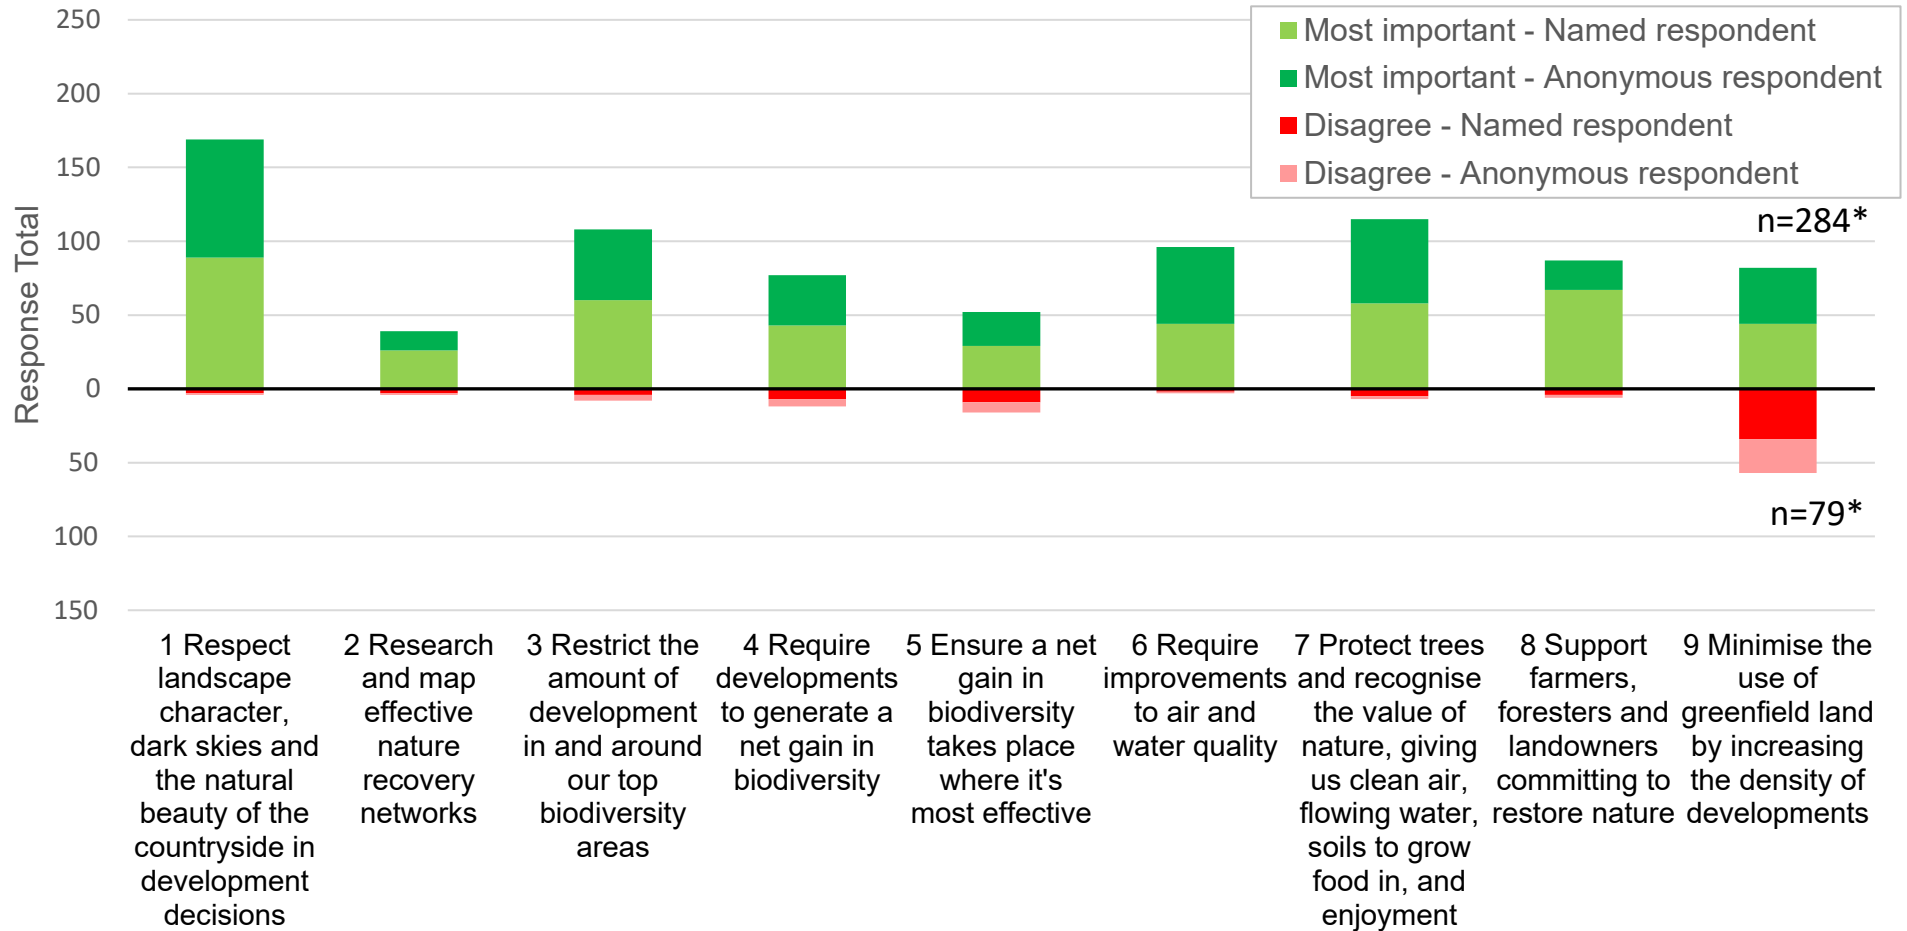 250
200
150
100
50
0
50
100
150
Response Total
Most important - Named respondent
Most important - Anonymous respondent
Disagree - Named respondent
Disagree - Anonymous respondent
n=284*
n=79*
1 Respect
landscape
character,
dark skies and
the natural
beauty of the
countryside in
development
decisions
2 Research
and map
effective
nature
recovery
networks
3 Restrict the
amount of
development
in and around
our top
biodiversity
areas
4 Require
developments
to generate a
net gain in
biodiversity
5 Ensure a net
gain in
biodiversity
takes place
where it's
most effective
6 Require
improvements
to air and
water quality
7 Protect trees
and recognise
the value of
nature, giving
us clean air,
flowing water,
soils to grow
food in, and
enjoyment
8 Support
farmers,
foresters and
landowners
committing to
restore nature
9 Minimise the
use of
greenfield land
by increasing
the density of
developments